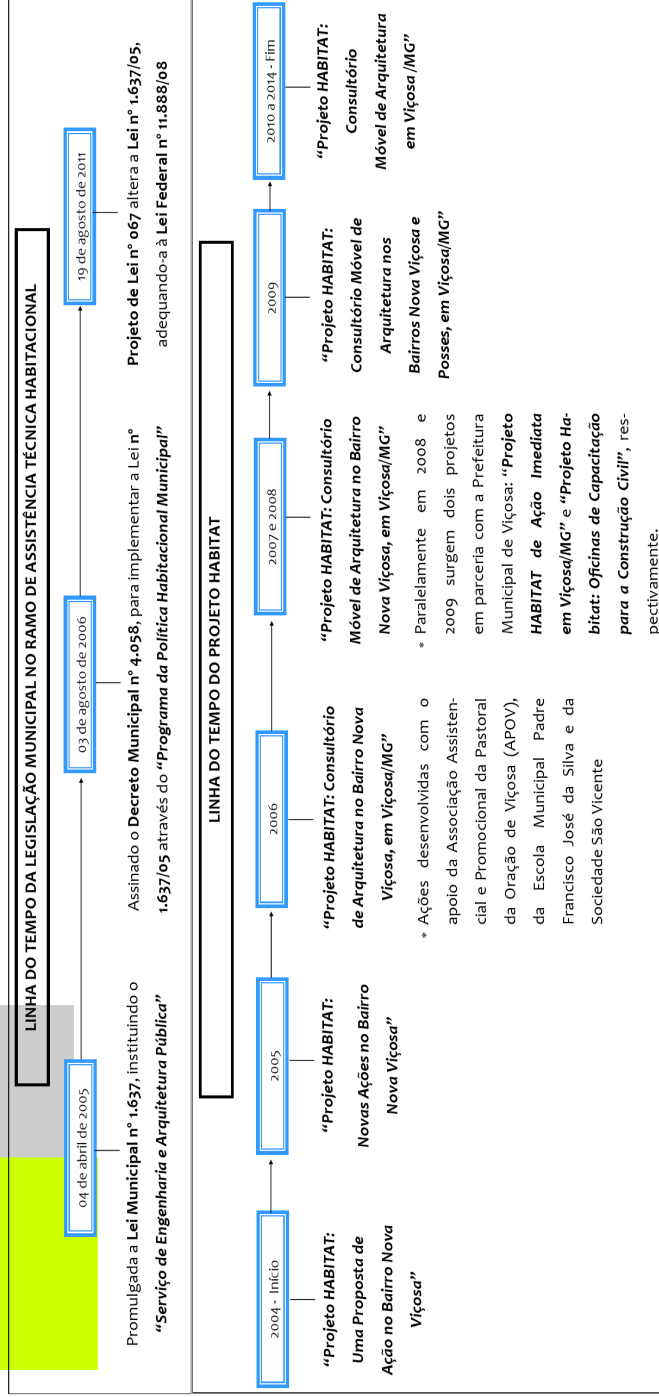 LINHA DO TEMPO DA LEGISLAÇÃO MUNICIPAL NO RAMO DE ASSISTÊNCIA TÉCNICA HABITACIONAL
04 de abril de 2005
Promulgada a Lei Municipal n° 1.637, instituindo o
“Serviço de Engenharia e Arquitetura Pública”
03 de agosto de 2006
Assinado o Decreto Municipal n° 4.058, para implementar a Lei n°
1.637/05 através do “Programa da Política Habitacional Municipal”
19 de agosto de 2011
Projeto de Lei n° 067 altera a Lei n° 1.637/05,
adequando-a à Lei Federal n° 11.888/08
LINHA DO TEMPO DO PROJETO HABITAT
2004 - Início
“Projeto HABITAT:
Uma Proposta de
Ação no Bairro Nova
Viçosa”
2005
“Projeto HABITAT:
Novas Ações no Bairro
Nova Viçosa”
2006
“Projeto HABITAT: Consultório
de Arquitetura no Bairro Nova
Viçosa, em Viçosa/MG”
* Ações desenvolvidas com o
apoio da Associação Assisten-
cial e Promocional da Pastoral
da Oração de Viçosa (APOV),
da Escola Municipal Padre
Francisco José da Silva e da
Sociedade São Vicente
2007 e 2008
“Projeto HABITAT: Consultório
Móvel de Arquitetura no Bairro
Nova Viçosa, em Viçosa/MG”
* Paralelamente em 2008 e
2009 surgem dois projetos
em parceria com a Prefeitura
Municipal de Viçosa: “Projeto
HABITAT de Ação Imediata
em Viçosa/MG” e “Projeto Ha-
bitat: Oficinas de Capacitação
para a Construção Civil”, res-
pectivamente.
2009
“Projeto HABITAT:
Consultório Móvel de
Arquitetura nos
Bairros Nova Viçosa e
Posses, em Viçosa/MG”
2010 a 2014 - Fim
“Projeto HABITAT:
Consultório
Móvel de Arquitetura
em Viçosa /MG”